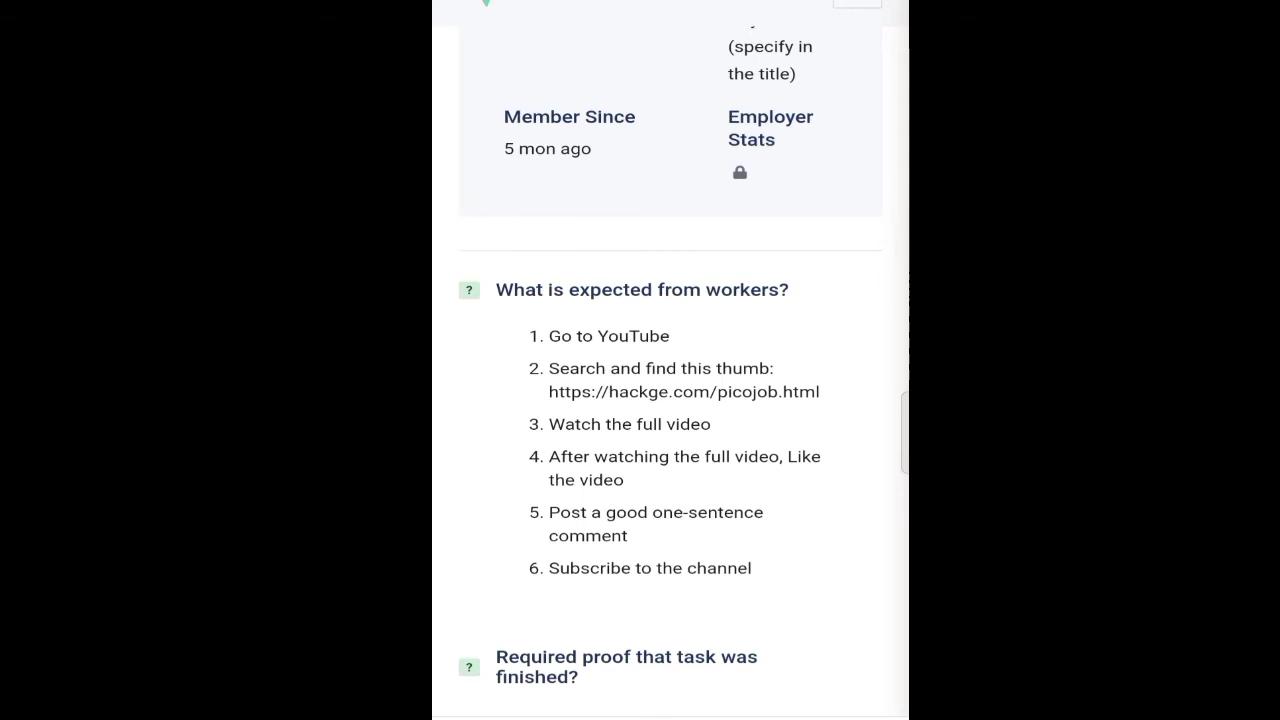 (specify in
the title)
Member Since
Employer
Stats
5 mon ago
? What is expected from workers?
1. Go to YouTube
2. Search and find this thumb:
https://hackge.com/picojob.html
3. Watch the full video
4. After watching the full video, Like
the video
5. Post a good one-sentence
comment
6. Subscribe to the channel
? Required proof that task was
finished?